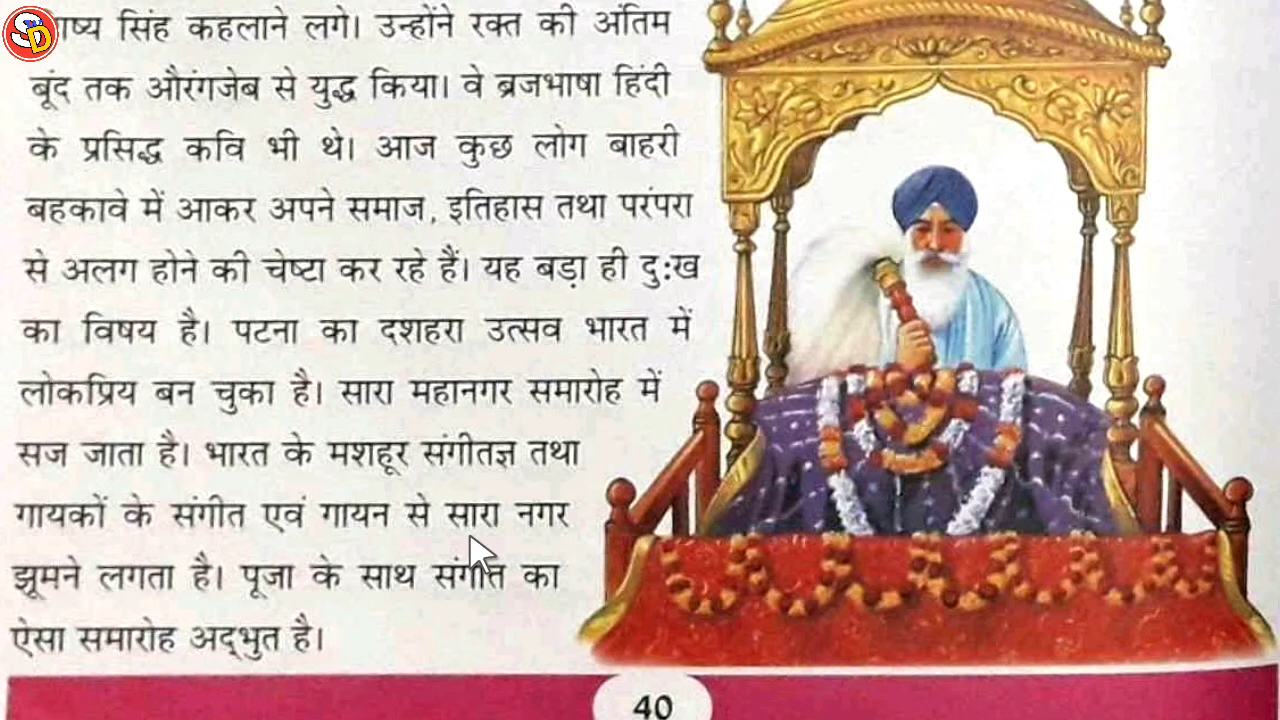 सिंह कहलाने लगे। उन्होंने रक्त की अंतिम
बूंद तक औरंगजेब से युद्ध किया। वे ब्रजभाषा हिंदी
के प्रसिद्ध कवि भी थे। आज कुछ लोग बाहरी
बहकावे में आकर अपने समाज, इतिहास तथा परंपरा
से अलग होने की चेष्टा कर रहे हैं। यह बड़ा ही दुःख
का विषय है। पटना का दशहरा उत्सव भारत में
लोकप्रिय बन चुका है। सारा महानगर समारोह में
सज जाता है। भारत के मशहूर संगीतज्ञ तथा
गायकों के संगीत एवं गायन से सारा नगर
झूमने लगता है। पूजा के साथ संगीत का
ऐसा समारोह अद्‌भुत है।
40